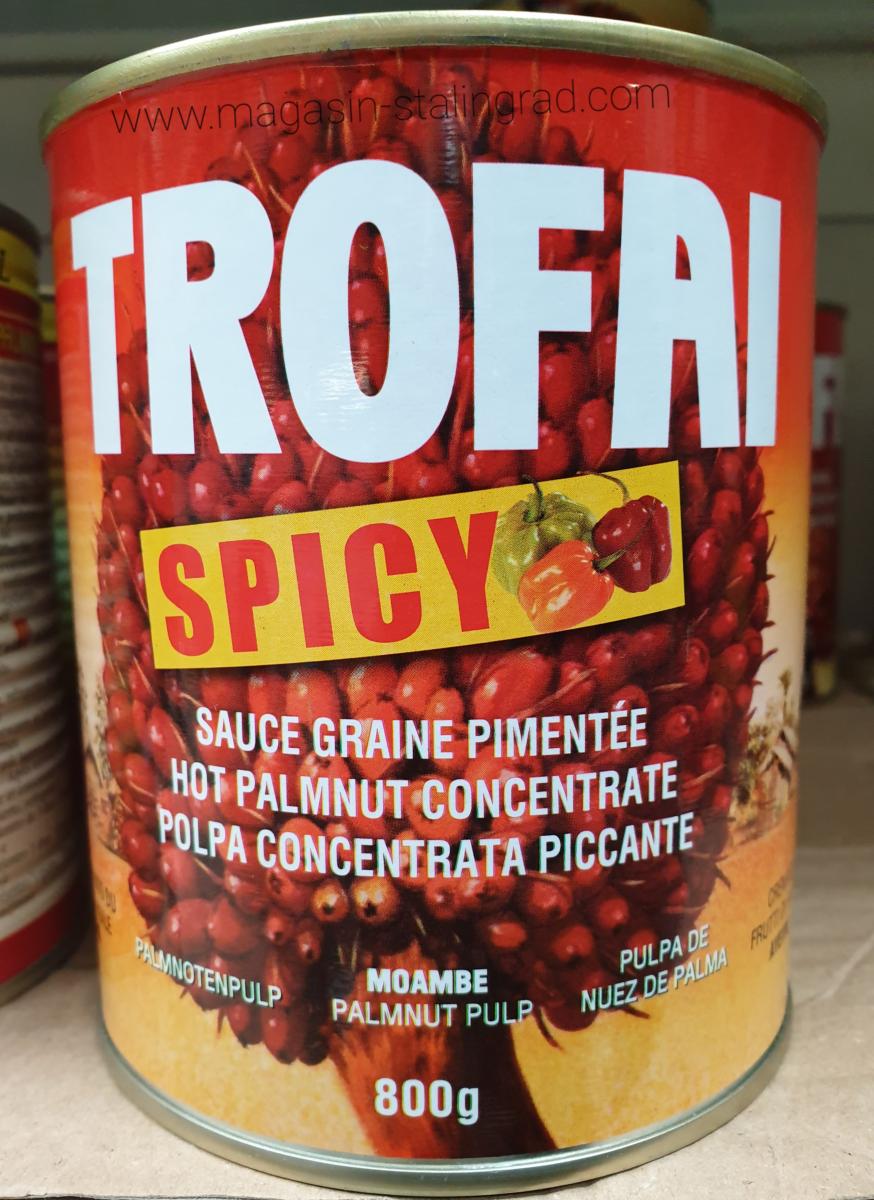 www.magasin-stalingrad.com
TROFAI
SPICY
SAUCE GRAINE PIMENTÉE
HOT PALMNUT CONCENTRATE
POLPA CONCENTRATA PICCANTE
PALMNOTENPULP
MOAMBE
PALMNUT PULP
PULPA DE
NUEZ DE PALMA
800g